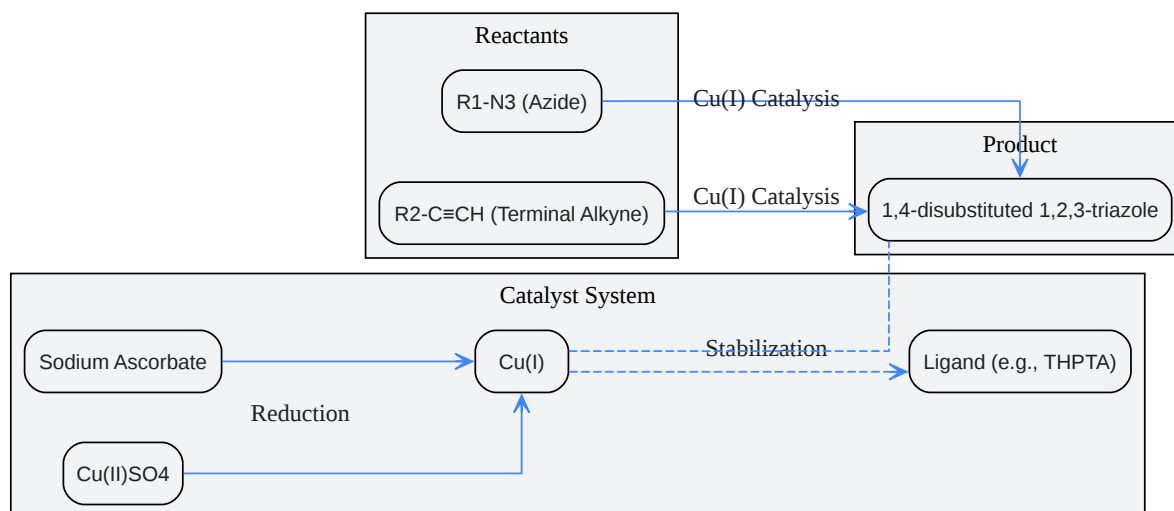 Reactants
R1-N3 (Azide)
Cu(I) Catalysis
Product
R2-C≡CH (Terminal Alkyne)
Cu(I) Catalysis
1,4-disubstituted 1,2,3-triazole
Catalyst System
Sodium Ascorbate
Cu(I)
Stabilization
Ligand (e.g., THPTA)
Reduction
Cu(II)SO4